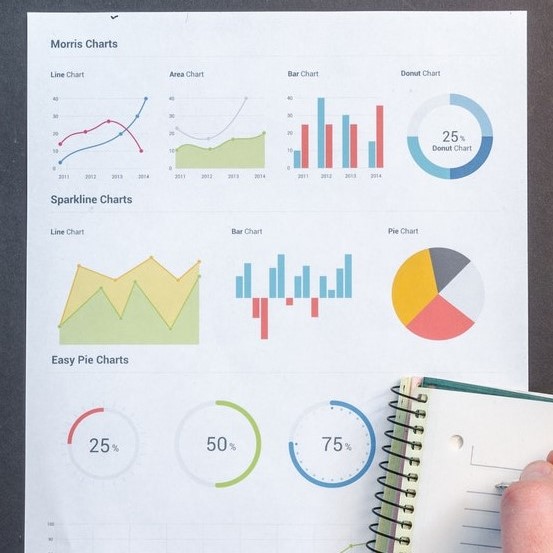 Morris Charts
Line Chart
Area Chart
Bar Chart
Donut Chart
40
30
20
10
0
2011 2012 2013 2014
40
30
20
10
0
2011 2012 2013 2014
40
30
20
10
0
2011 2012 2013 2014
25 %
Donut Chart
Sparkline Charts
Line Chart
Bar Chart
Pie Chart
Easy Pie Charts
25 %
50 %
75 %
100
80